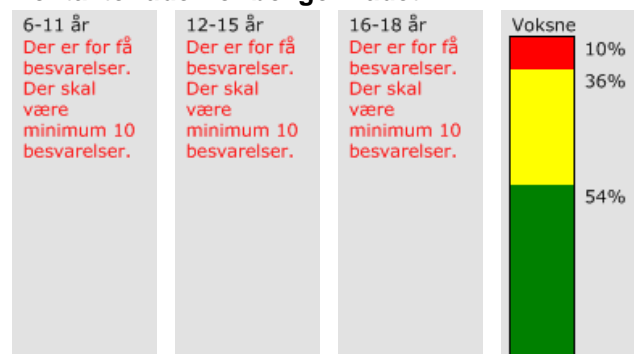 6-11 år
Der er for få
besvarelser.
Der skal
være
minimum 10
besvarelser.
12-15 år
Der er for få
besvarelser.
Der skal
være
minimum 10
besvarelser.
16-18 år
Der er for få
besvarelser.
Der skal
være
minimum 10
besvarelser.
Voksne
10%
36%
54%